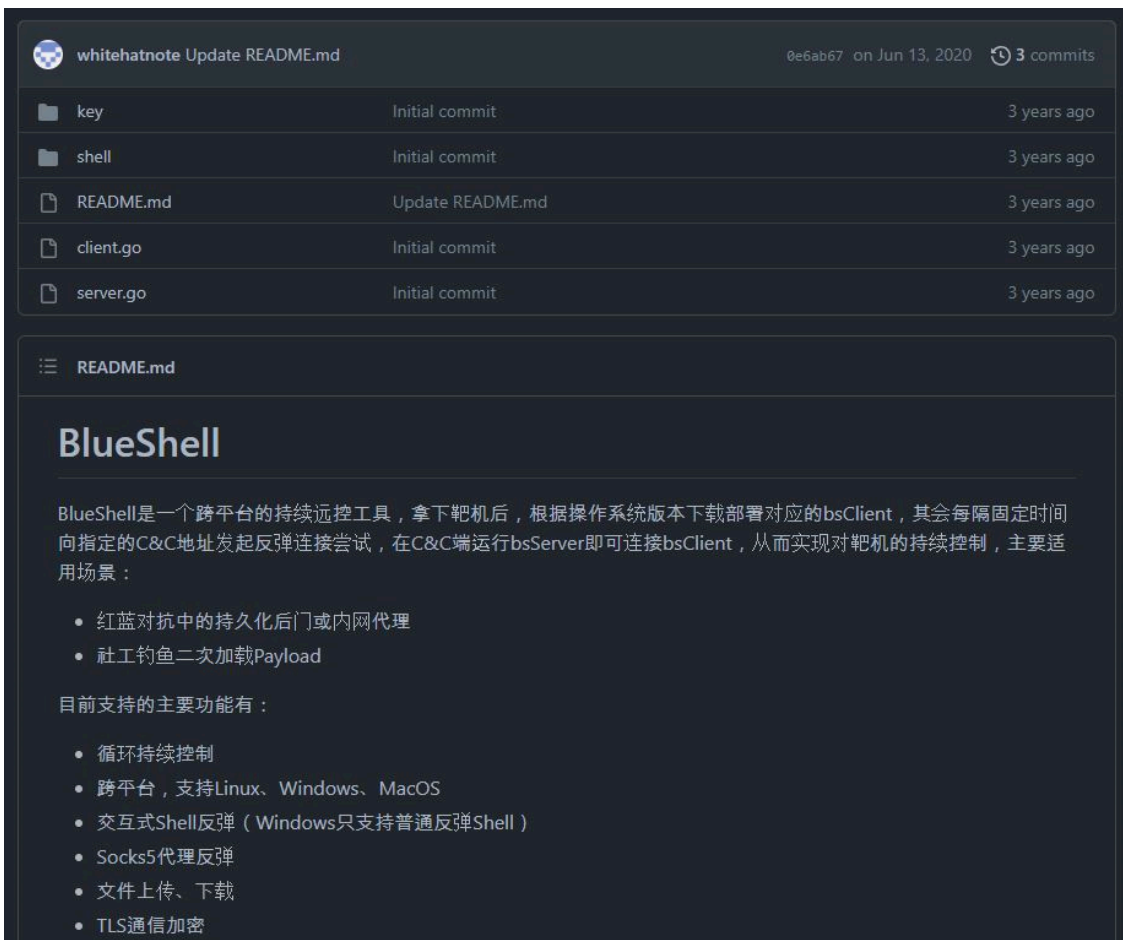 whitehatnote Update README.md 0e6ab67 on Jun 13, 2020 3 commits
key Initial commit 3 years ago
shell Initial commit 3 years ago
README.md Update README.md 3 years ago
client.go Initial commit 3 years ago
server.go Initial commit 3 years ago
README.md
BlueShell
BlueShell是一个跨平台的持续远控工具，拿下靶机后，根据操作系统版本下载部署对应的bsClient，其会每隔固定时间
向指定的C&C地址发起反弹连接尝试，在C&C端运行bsServer即可连接bsClient，从而实现对靶机的持续控制，主要适
用场景：
• 红蓝对抗中的持久化后门或内网代理
• 社工钓鱼二次加载Payload
目前支持的主要功能有：
• 循环持续控制
• 跨平台，支持Linux、Windows、MacOS
• 交互式Shell反弹（Windows只支持普通反弹Shell）
• Socks5代理反弹
• 文件上传、下载
• TLS通信加密